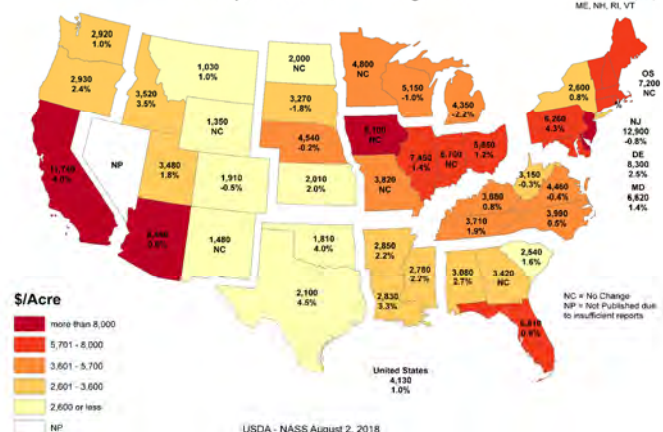 ME, NH, RI, VT
2,920
1.0%
2,930
2.4%
3,520
3.5%
1,030
1.0%
2,000
NC
4,800
NC
5,150
-1.0%
4,350
-2.2%
2,600
0.8%
OS
7,200
NC
NJ
12,900
-0.8%
DE
8,300
2.5%
MD
6,620
1.4%
1,350
NC
3,270
-1.8%
4,540
-0.2%
NC
7,450
1.4%
NC
5,850
1.2%
6,260
4.3%
NP
3,480
1.8%
1,910
-0.5%
2,010
2.0%
3,820
NC
3,150
-0.3%
4,460
-0.4%
0.8%
3,710
1.9%
0.5%
1,480
NC
1,810
4.0%
2,850
2.2%
2,540
1.6%
2,100
4.5%
2,830
3.3%
2,780
2.2%
3,080
2.7%
3,420
NC
$/Acre
more than 8,000
5,701 - 8,000
3,601 - 5,700
2,601 - 3,600
2,600 or less
NP
NC = No Change
NP = Not Published due
to insufficient reports
United States
4,130
1.0%
USDA - NASS August 2, 2018